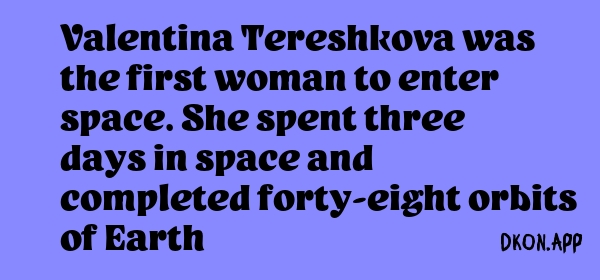 Valentina Tereshkova was
the first woman to enter
space. She spent three
days in space and
completed forty-eight orbits
of Earth
DKON.APP